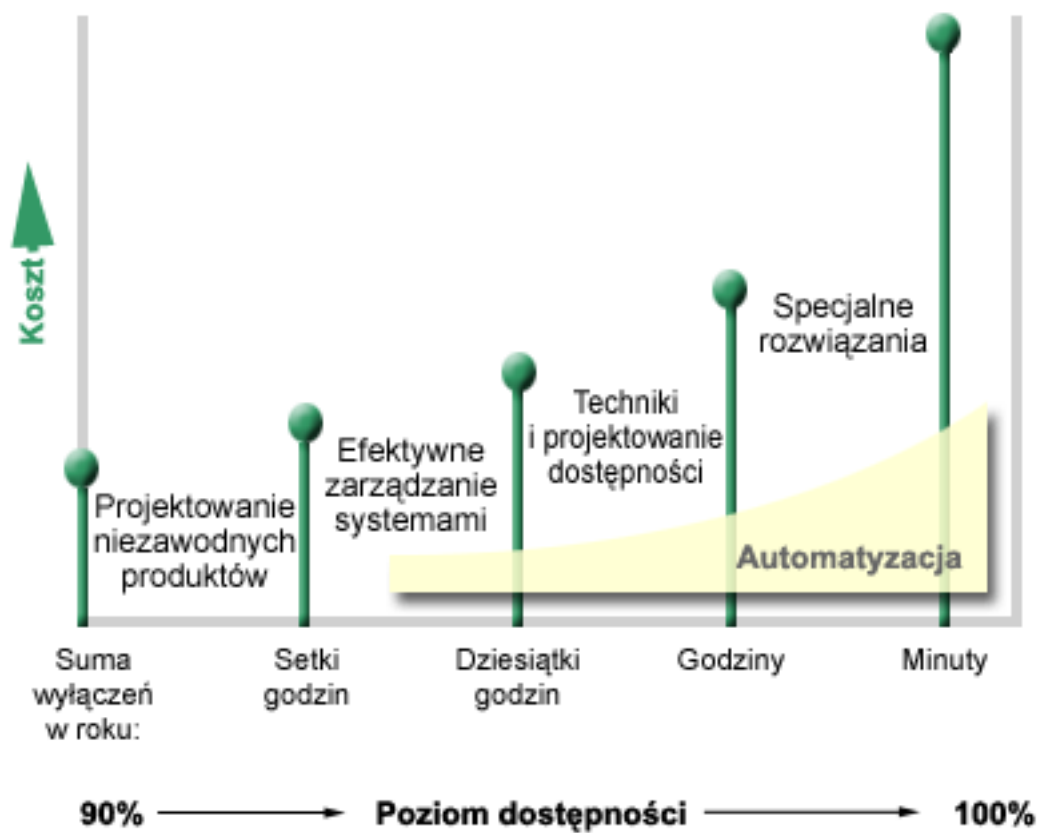 Koszt
Projektowanie
niezawodnych
produktów
Efektywne
zarządzanie
systemami
Techniki
i projektowanie
dostępności
Specjalne
rozwiązania
Automatyzacja
Suma
wyłączeń
w roku:
Setki
godzin
Dziesiątki
godzin
Godziny
Minuty
90% Poziom dostępności 100%